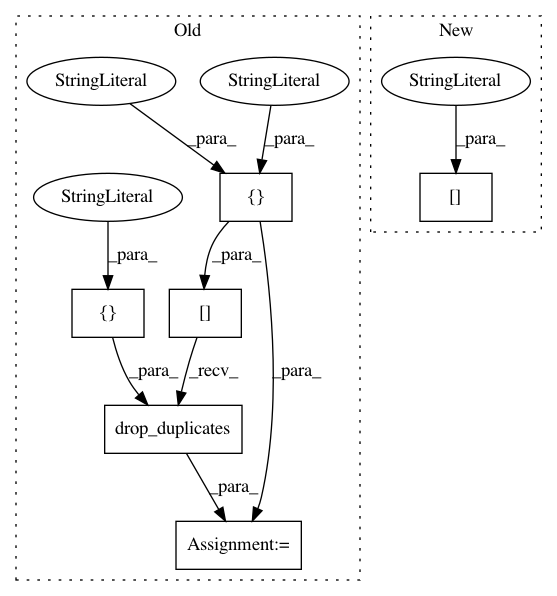 Old
New
StringLiteral
StringLiteral
StringLiteral
_para_
_para_
_para_
StringLiteral
{}
[]
_para_
_para_
{}
[]
_para_
_para_
_recv_
drop_duplicates
_para_
Assignment:=